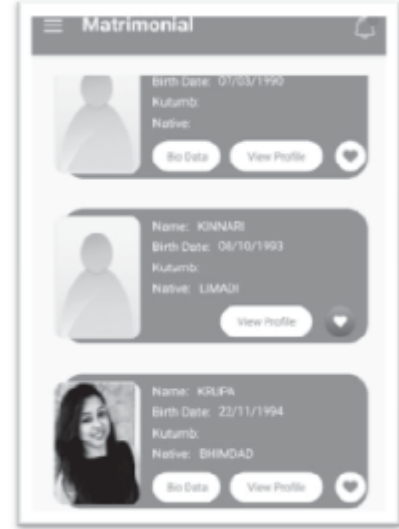 Matrimonial
Birth Date: 07/03/1990
Kutumb:
Native:
Bio Data View Profile
Name: KINNARI
Birth Date: 08/10/1993
Kutumb:
Native: LIMADI
View Profile
Name: KRUPA
Birth Date: 22/11/1994
Kutumb:
Native: BHIMDAD
Bio Data View Profile